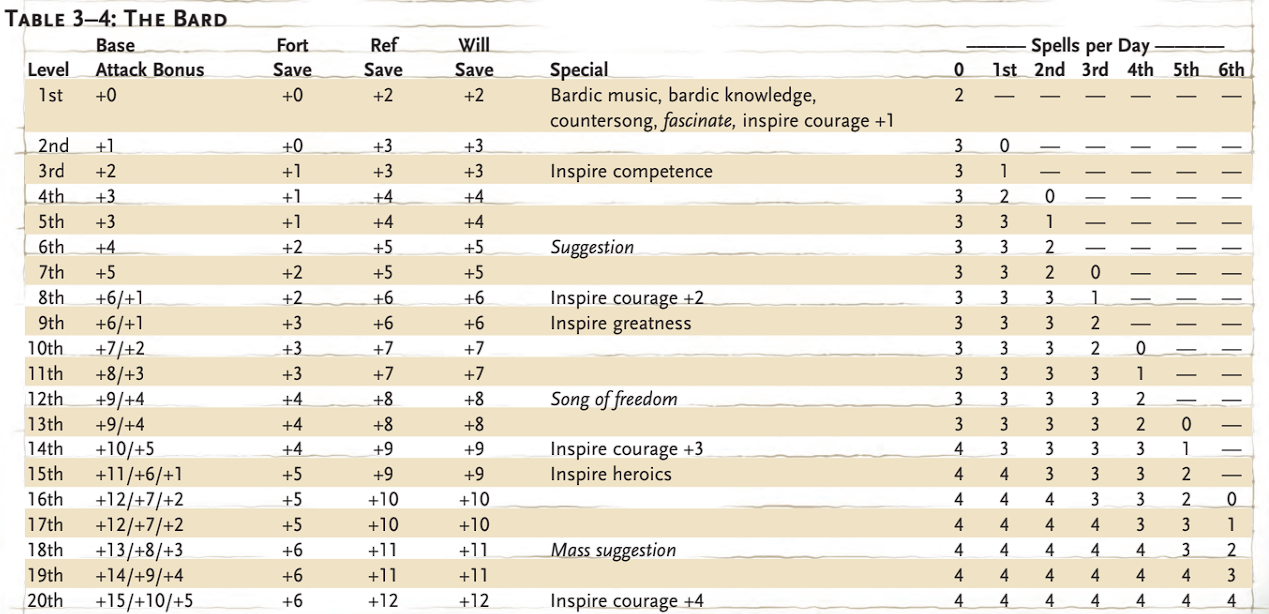 TABLE 3–4: THE BARD
Base Fort Ref Will ——— Spells per Day ———
Level Attack Bonus Save Save Save Special 0 1st 2nd 3rd 4th 5th 6th
1st +0 +0 +2 +2 Bardic music, bardic knowledge, 2 — — — — — —
countersong, fascinate, inspire courage +1
2nd +1 +0 +3 +3 3 0 — — — — —
3rd +2 +1 +3 +3 Inspire competence 3 1 — — — — —
4th +3 +1 +4 +4 3 2 0 — — — —
5th +3 +1 +4 +4 3 3 1 — — — —
6th +4 +2 +5 +5 Suggestion 3 3 2 — — — —
7th +5 +2 +5 +5 3 3 2 0 — — —
8th +6/+1 +2 +6 +6 Inspire courage +2 3 3 3 1 — — —
9th +6/+1 +3 +6 +6 Inspire greatness 3 3 3 2 — — —
10th +7/+2 +3 +7 +7 3 3 3 2 0 — —
11th +8/+3 +3 +7 +7 3 3 3 3 1 — —
12th +9/+4 +4 +8 +8 Song of freedom 3 3 3 3 2 — —
13th +9/+4 +4 +8 +8 3 3 3 3 2 0 —
14th +10/+5 +4 +9 +9 Inspire courage +3 4 3 3 3 3 1 —
15th +11/+6/+1 +5 +9 +9 Inspire heroics 4 4 3 3 3 2 —
16th +12/+7/+2 +5 +10 +10 4 4 4 3 3 2 0
17th +12/+7/+2 +5 +10 +10 4 4 4 4 3 3 1
18th +13/+8/+3 +6 +11 +11 Mass suggestion 4 4 4 4 4 3 2
19th +14/+9/+4 +6 +11 +11 4 4 4 4 4 4 3
20th +15/+10/+5 +6 +12 +12 Inspire courage +4 4 4 4 4 4 4 4